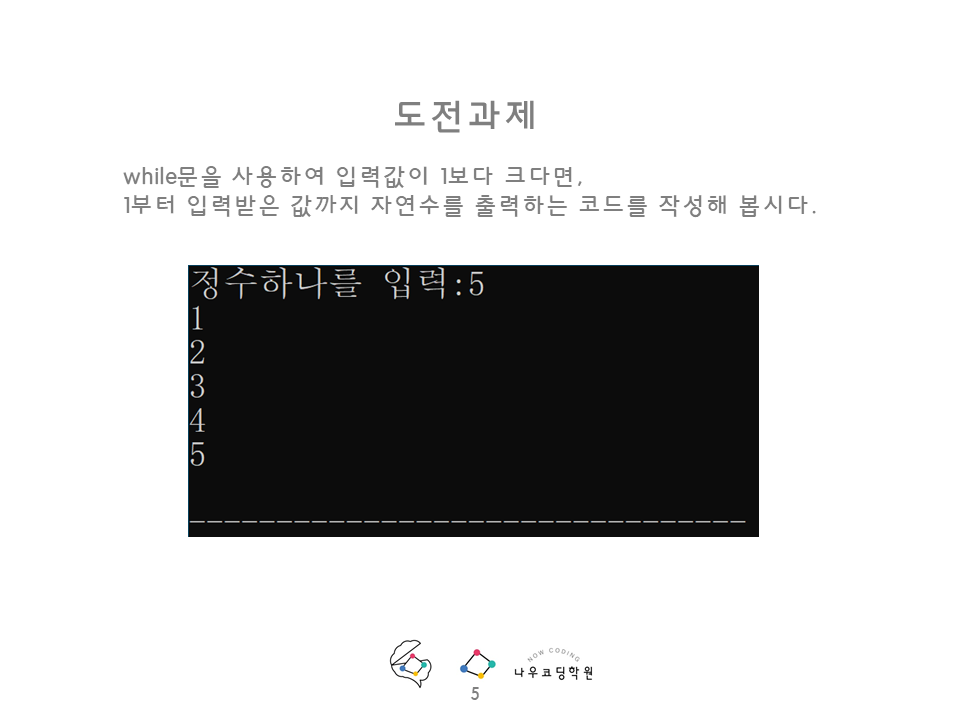 도전과제
while문을 사용하여 입력값이 1보다 크다면,
1부터 입력받은 값까지 자연수를 출력하는 코드를 작성해 봅시다.
정수하나를 입력:5
1
2
3
4
5
--------------------------------
NOW CODING
나우코딩학원
5